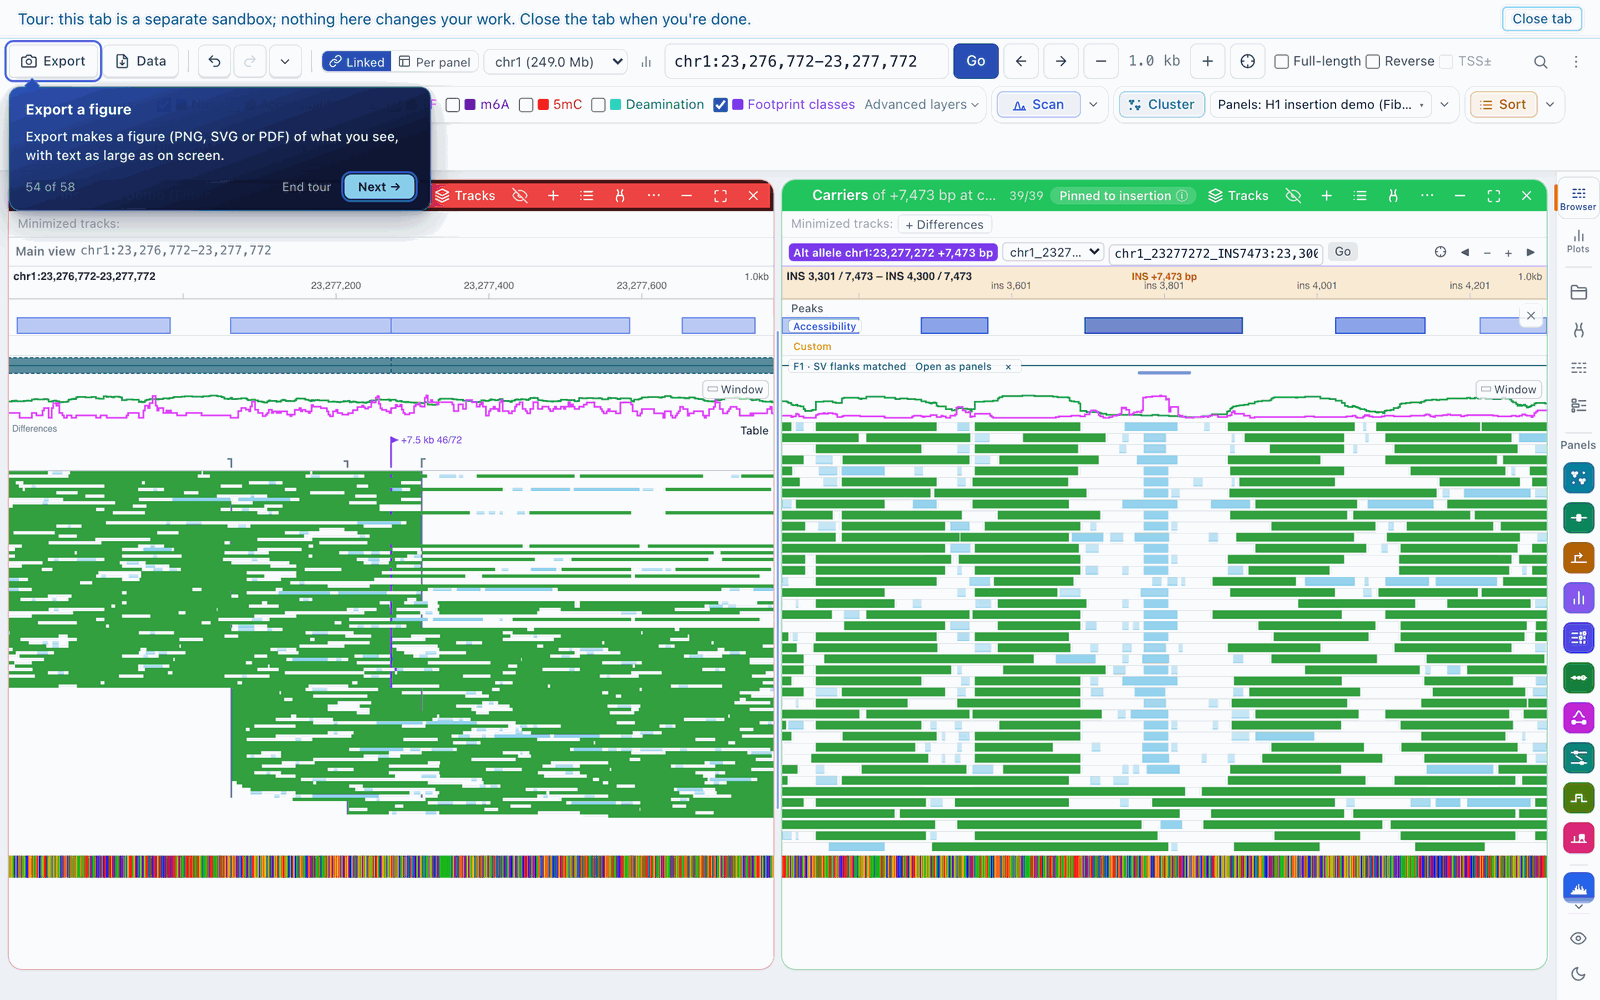 Tour: this tab is a separate sandbox; nothing here changes your work. Close the tab when you're done.
Close tab
Export
Data
Linked
Per panel
chr1 (249.0 Mb)
chr1:23,276,772–23,277,772
Go
1.0 kb
Full-length
Reverse
TSS±
Export a figure
Export makes a figure (PNG, SVG or PDF) of what you see,
with text as large as on screen.
54 of 58
End tour
Next →
m6A
5mC
Deamination
Footprint classes
Advanced layers
Scan
Cluster
Panels: H1 insertion demo (Fib...
Sort
Tracks
Minimized tracks:
Main view chr1:23,276,772–23,277,772
chr1:23,276,772-23,277,772
1.0kb
23,277,200
23,277,400
23,277,600
Window
Differences
Table
+7.5 kb 46/72
Carriers of +7,473 bp at c...
39/39
Pinned to insertion
Tracks
Minimized tracks:
+ Differences
Alt allele chr1:23,277,272 +7,473 bp
chr1_2327...
chr1_23277272_INS7473:23,30
Go
INS 3,301 / 7,473 – INS 4,300 / 7,473
INS +7,473 bp
1.0kb
ins 3,601
ins 3,801
ins 4,001
ins 4,201
Peaks
Accessibility
Custom
F1 · SV flanks matched
Open as panels
×
Window
Browser
Plots
Panels